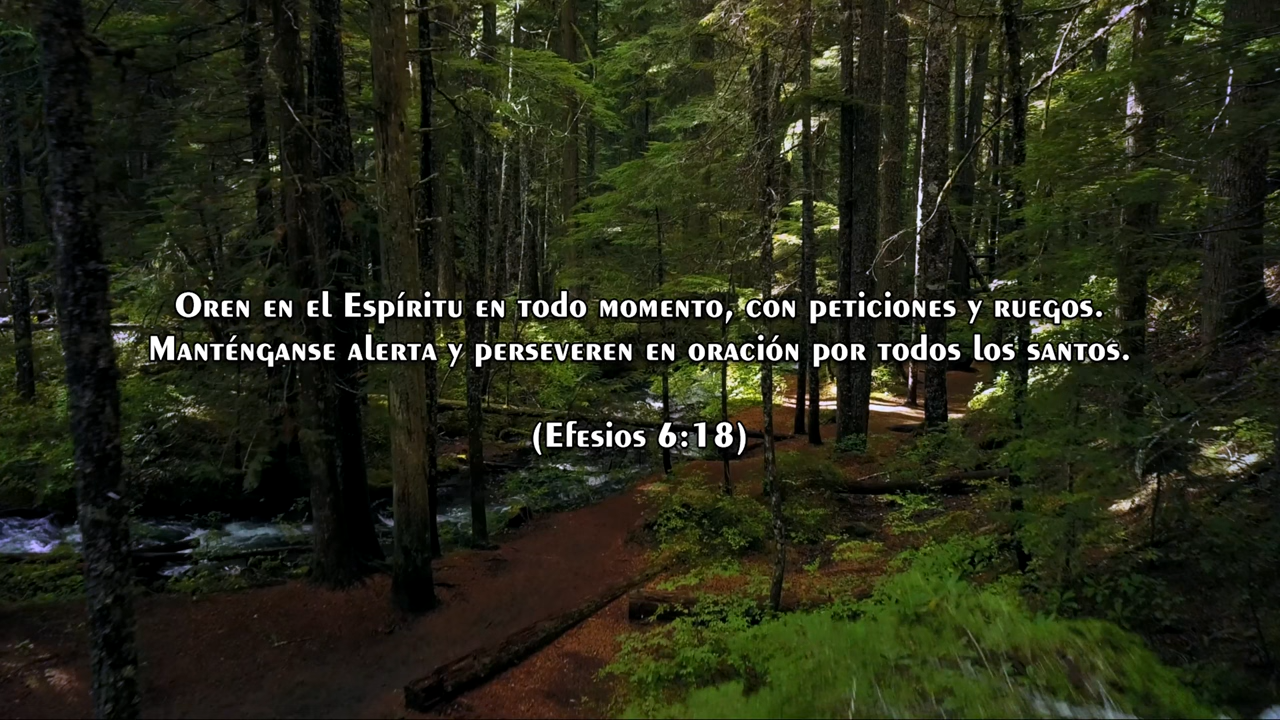 Oren en el Espíritu en todo momento, con peticiones y ruegos.
Manténganse alerta y perseveren en oración por todos los santos.
(Efesios 6:18)